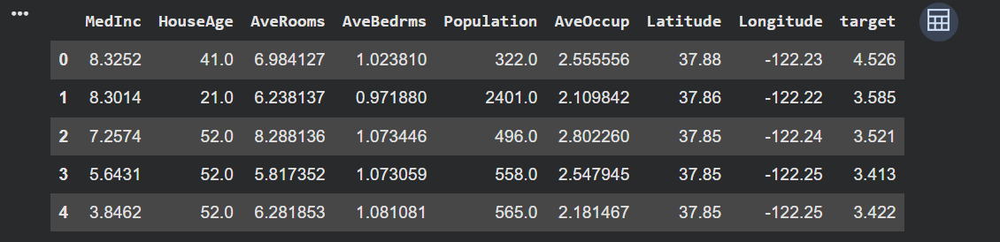 MedInc HouseAge AveRooms AveBedrms Population AveOccup Latitude Longitude target
0 8.3252 41.0 6.984127 1.023810 322.0 2.555556 37.88 -122.23 4.526
1 8.3014 21.0 6.238137 0.971880 2401.0 2.109842 37.86 -122.22 3.585
2 7.2574 52.0 8.288136 1.073446 496.0 2.802260 37.85 -122.24 3.521
3 5.6431 52.0 5.817352 1.073059 558.0 2.547945 37.85 -122.25 3.413
4 3.8462 52.0 6.281853 1.081081 565.0 2.181467 37.85 -122.25 3.422